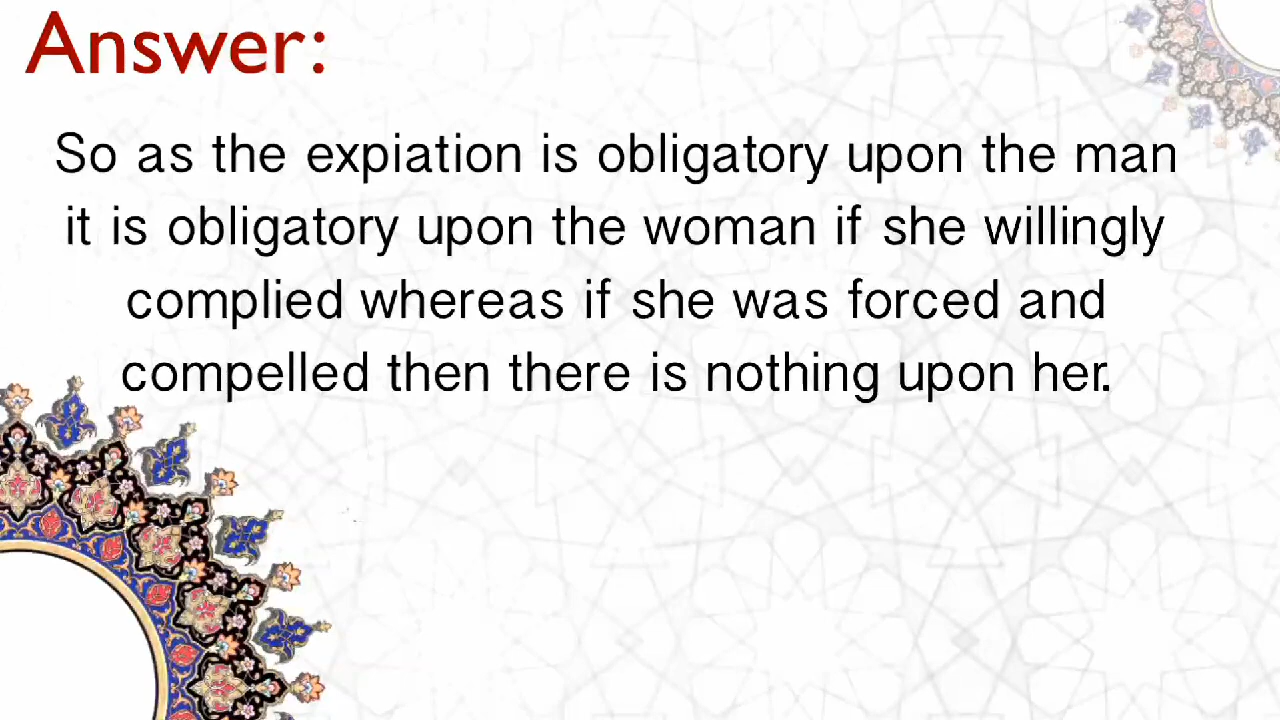 Answer:
So as the expiation is obligatory upon the man
it is obligatory upon the woman if she willingly
complied whereas if she was forced and
compelled then there is nothing upon her.